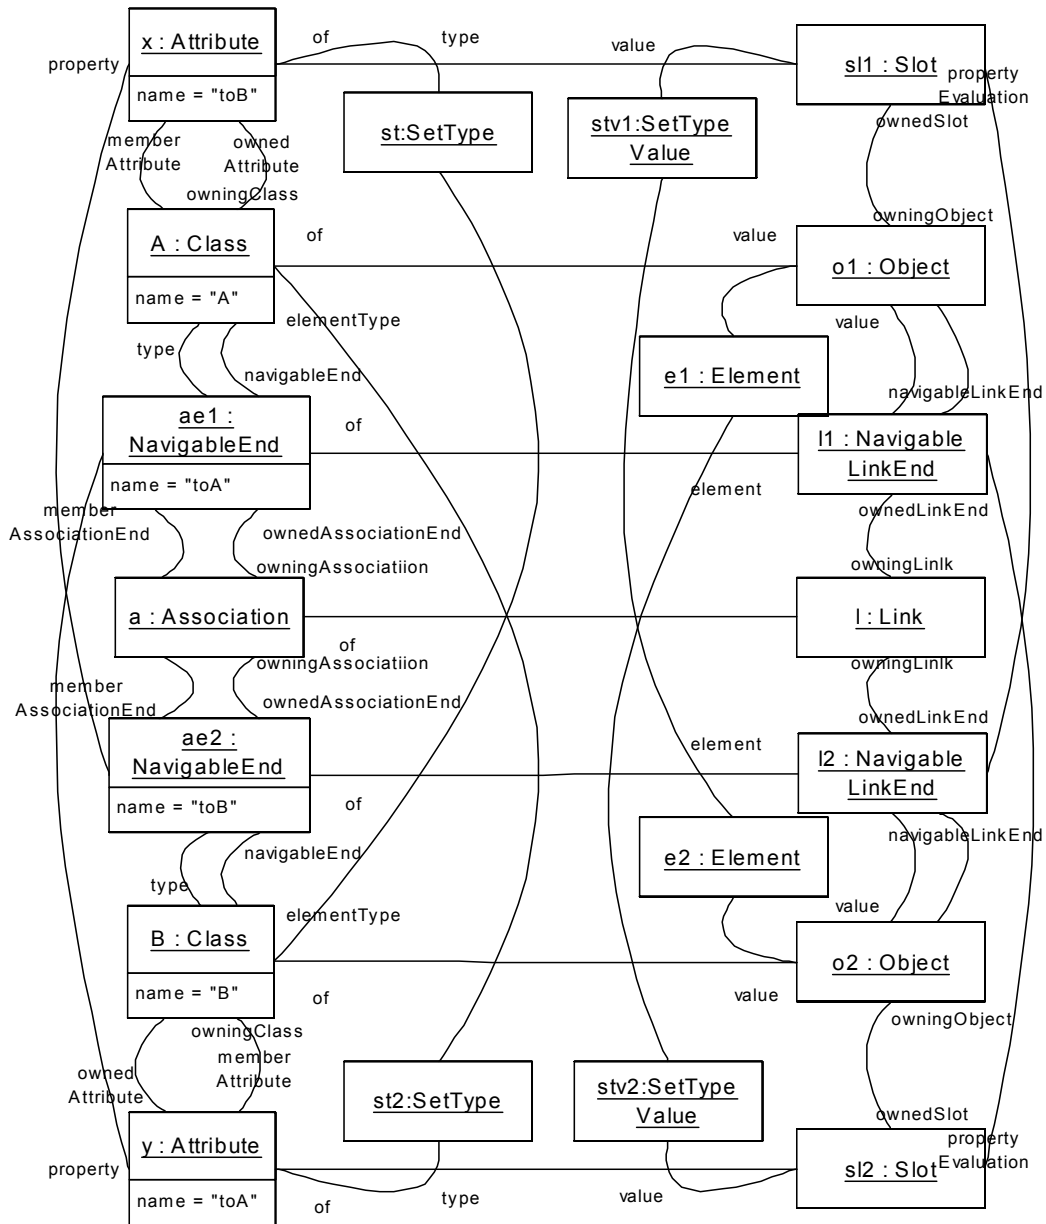 x : Attribute
name = "toB"
property
of
type
value
sl1 : Slot
property
Evaluation
st:SetType
stv1:SetType
Value
member
Attribute
owned
Attribute
ownedSlot
owningClass
owningObject
A : Class
name = "A"
of
value
o1 : Object
elementType
value
type
navigableEnd
e1 : Element
navigableLinkEnd
ae1 :
NavigableEnd
name = "toA"
of
l1 : Navigable
LinkEnd
element
member
AssociationEnd
ownedAssociationEnd
ownedLinkEnd
owningAssociatiion
owningLinlk
a : Association
l : Link
of
owningAssociatiion
owningLinlk
member
AssociationEnd
ownedAssociationEnd
ownedLinkEnd
ae2 :
NavigableEnd
name = "toB"
element
l2 : Navigable
LinkEnd
of
navigableEnd
navigableLinkEnd
e2 : Element
type
elementType
value
B : Class
name = "B"
o2 : Object
of
value
owningClass
owningObject
owned
Attribute
member
Attribute
st2:SetType
stv2:SetType
Value
ownedSlot
y : Attribute
name = "toA"
property
of
type
value
sl2 : Slot
property
Evaluation